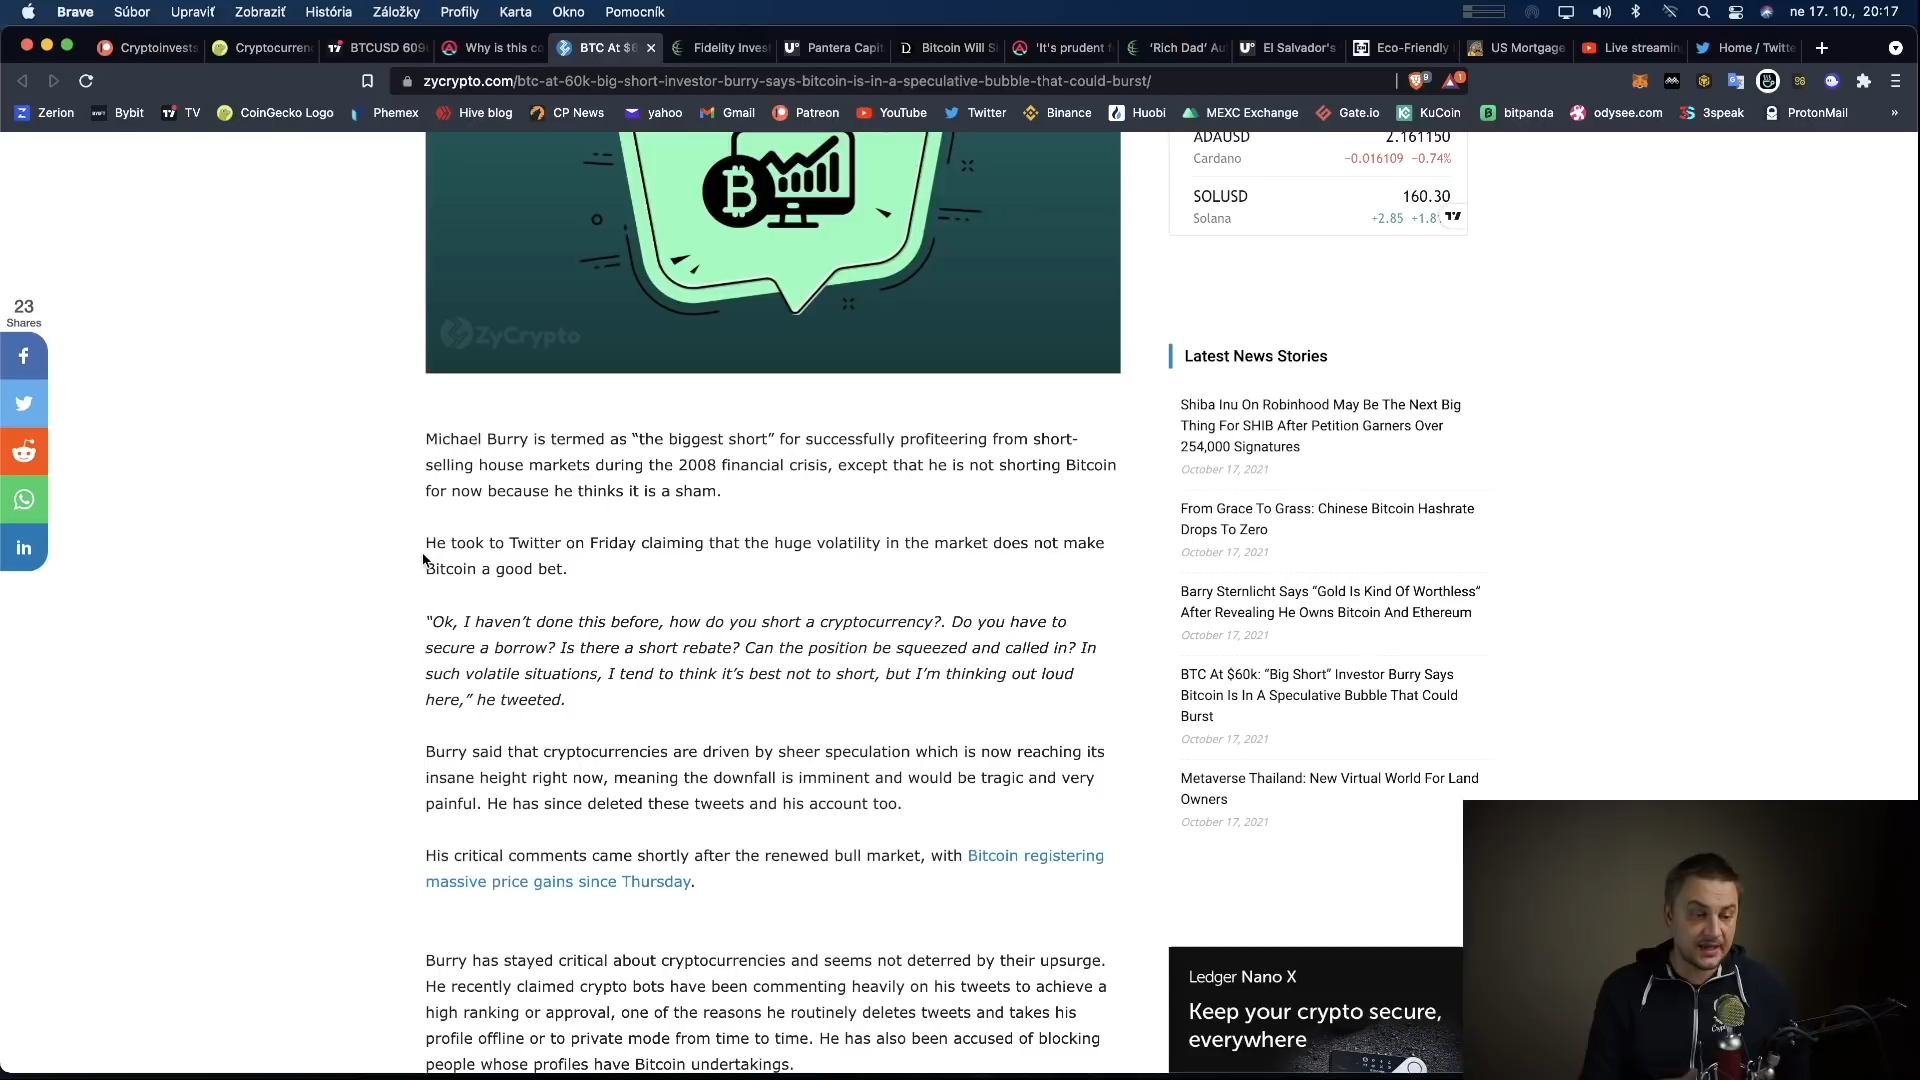 Brave Súbor Upraviť Zobraziť História Záložky Profily Karta Okno Pomocník ne 17. 10., 20:17
Cryptoinvests Cryptocurren BTCUSD 609 Why is this co BTC At $6 Fidelity Inves Pantera Capit Bitcoin Will S 'It's prudent f 'Rich Dad' Au El Salvador's Eco-Friendly US Mortgage Live streamin Home / Twitte
zycrypto.com/btc-at-60k-big-short-investor-burry-says-bitcoin-is-in-a-speculative-bubble-that-could-burst/
Zerion Bybit TV CoinGecko Logo Phemex Hive blog CP News yahoo Gmail Patreon YouTube Twitter Binance Huobi MEXC Exchange Gate.io KuCoin bitpanda odysee.com 3speak ProtonMail »
ADAUSD 2.161150
Cardano −0.016109 −0.74%
SOLUSD 160.30
Solana +2.85 +1.8
ZyCrypto
23
Shares
Michael Burry is termed as “the biggest short” for successfully profiteering from short-
selling house markets during the 2008 financial crisis, except that he is not shorting Bitcoin
for now because he thinks it is a sham.
He took to Twitter on Friday claiming that the huge volatility in the market does not make
Bitcoin a good bet.
“Ok, I haven’t done this before, how do you short a cryptocurrency?. Do you have to
secure a borrow? Is there a short rebate? Can the position be squeezed and called in? In
such volatile situations, I tend to think it’s best not to short, but I’m thinking out loud
here,” he tweeted.
Burry said that cryptocurrencies are driven by sheer speculation which is now reaching its
insane height right now, meaning the downfall is imminent and would be tragic and very
painful. He has since deleted these tweets and his account too.
His critical comments came shortly after the renewed bull market, with Bitcoin registering
massive price gains since Thursday.
Burry has stayed critical about cryptocurrencies and seems not deterred by their upsurge.
He recently claimed crypto bots have been commenting heavily on his tweets to achieve a
high ranking or approval, one of the reasons he routinely deletes tweets and takes his
profile offline or to private mode from time to time. He has also been accused of blocking
people whose profiles have Bitcoin undertakings.
Latest News Stories
Shiba Inu On Robinhood May Be The Next Big
Thing For SHIB After Petition Garners Over
254,000 Signatures
October 17, 2021
From Grace To Grass: Chinese Bitcoin Hashrate
Drops To Zero
October 17, 2021
Barry Sternlicht Says “Gold Is Kind Of Worthless”
After Revealing He Owns Bitcoin And Ethereum
October 17, 2021
BTC At $60k: “Big Short” Investor Burry Says
Bitcoin Is In A Speculative Bubble That Could
Burst
October 17, 2021
Metaverse Thailand: New Virtual World For Land
Owners
October 17, 2021
Ledger Nano X
Keep your crypto secure,
everywhere